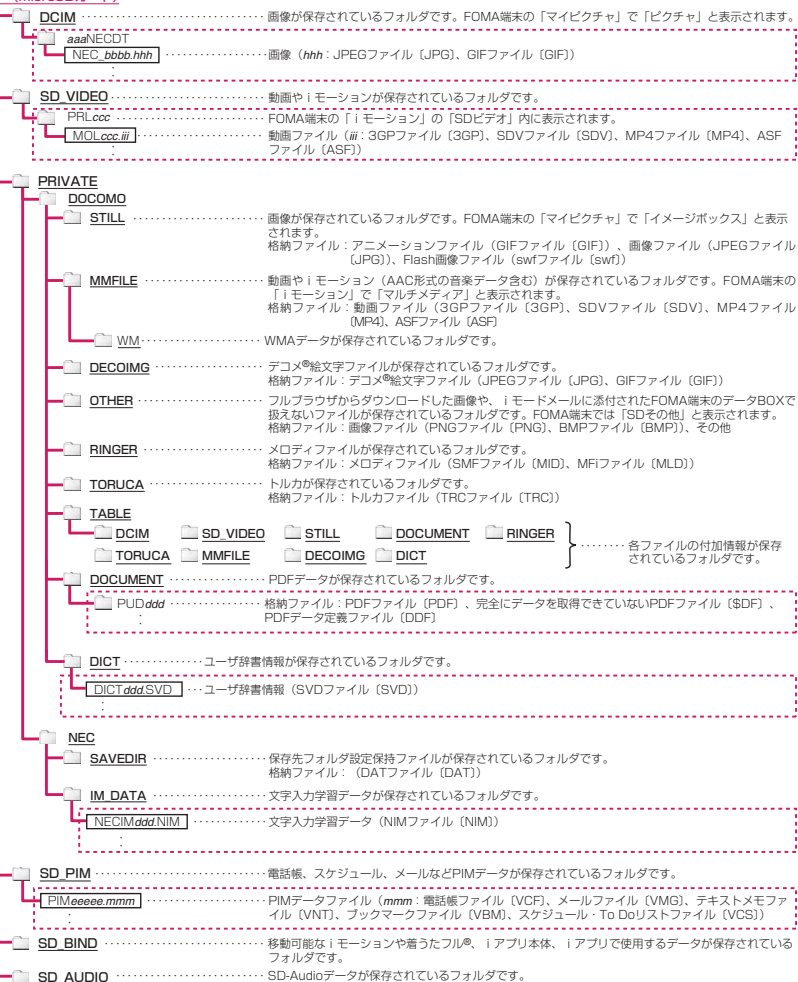 DCIM ‥‥‥‥‥‥ 画像が保存されているフォルダです。FOMA端末の「マイピクチャ」で「ピクチャ」と表示されます。
aaaNECDT
NEC_bbbb.hhh ‥‥‥‥‥‥ 画像（hhh：JPEGファイル〔JPG〕、GIFファイル〔GIF〕）
：
SD_VIDEO ‥‥‥‥‥‥ 動画やｉモーションが保存されているフォルダです。
PRLccc ‥‥‥‥‥‥ FOMA端末の「ｉモーション」の「SDビデオ」内に表示されます。
MOLccc.iii ‥‥‥‥‥‥ 動画ファイル（iii：3GPファイル〔3GP〕、SDVファイル〔SDV〕、MP4ファイル〔MP4〕、ASF
ファイル〔ASF〕）
：
PRIVATE
DOCOMO
STILL ‥‥‥‥‥‥ 画像が保存されているフォルダです。FOMA端末の「マイピクチャ」で「イメージボックス」と表示
されます。
格納ファイル：アニメーションファイル（GIFファイル〔GIF〕）、画像ファイル（JPEGファイル
〔JPG〕）、Flash画像ファイル（swfファイル〔swf〕）
MMFILE ‥‥‥‥‥‥ 動画やｉモーション（AAC形式の音楽データ含む）が保存されているフォルダです。FOMA端末の
「ｉモーション」で「マルチメディア」と表示されます。
格納ファイル：動画ファイル（3GPファイル〔3GP〕、SDVファイル〔SDV〕、MP4ファイル
〔MP4〕、ASFファイル〔ASF〕
WM ‥‥‥‥‥‥ WMAデータが保存されているフォルダです。
DECOIMG ‥‥‥‥‥‥ デコメ®絵文字ファイルが保存されているフォルダです。
格納ファイル：デコメ®絵文字ファイル（JPEGファイル〔JPG〕、GIFファイル〔GIF〕）
OTHER ‥‥‥‥‥‥ フルブラウザからダウンロードした画像や、ｉモードメールに添付されたFOMA端末のデータBOXで
扱えないファイルが保存されているフォルダです。FOMA端末では「SDその他」と表示されます。
格納ファイル：画像ファイル（PNGファイル〔PNG〕、BMPファイル〔BMP〕）、その他
RINGER ‥‥‥‥‥‥ メロディファイルが保存されているフォルダです。
格納ファイル：メロディファイル（SMFファイル〔MID〕、MFiファイル〔MLD〕）
TORUCA ‥‥‥‥‥‥ トルカが保存されているフォルダです。
格納ファイル：トルカファイル（TRCファイル〔TRC〕）
TABLE
DCIM SD_VIDEO STILL DOCUMENT RINGER
TORUCA MMFILE DECOIMG DICT
‥‥‥ 各ファイルの付加情報が保存
されているフォルダです。
DOCUMENT ‥‥‥‥‥‥ PDFデータが保存されているフォルダです。
PUDddd ‥‥‥‥‥‥ 格納ファイル：PDFファイル〔PDF〕、完全にデータを取得できていないPDFファイル〔$DF〕、
PDFデータ定義ファイル〔DDF〕
：
DICT ‥‥‥‥‥‥ ユーザ辞書情報が保存されているフォルダです。
DICTddd.SVD ‥‥ ユーザ辞書情報（SVDファイル〔SVD〕）
：
NEC
SAVEDIR ‥‥‥‥‥‥ 保存先フォルダ設定保持ファイルが保存されているフォルダです。
格納ファイル：（DATファイル〔DAT〕）
IM_DATA ‥‥‥‥‥‥ 文字入力学習データが保存されているフォルダです。
NECIMddd.NIM ‥‥‥‥‥‥ 文字入力学習データ（NIMファイル〔NIM〕）
：
SD_PIM ‥‥‥‥‥‥ 電話帳、スケジュール、メールなどPIMデータが保存されているフォルダです。
PIMeeeee.mmm ‥‥‥‥‥‥ PIMデータファイル（mmm：電話帳ファイル〔VCF〕、メールファイル〔VMG〕、テキストメモファ
イル〔VNT〕、ブックマークファイル〔VBM〕、スケジュール・To Doリストファイル〔VCS〕）
：
SD_BIND ‥‥‥‥‥‥ 移動可能なｉモーションや着うたフル®、ｉアプリ本体、ｉアプリで使用するデータが保存されている
フォルダです。
SD_AUDIO ‥‥‥‥‥‥ SD-Audioデータが保存されているフォルダです。